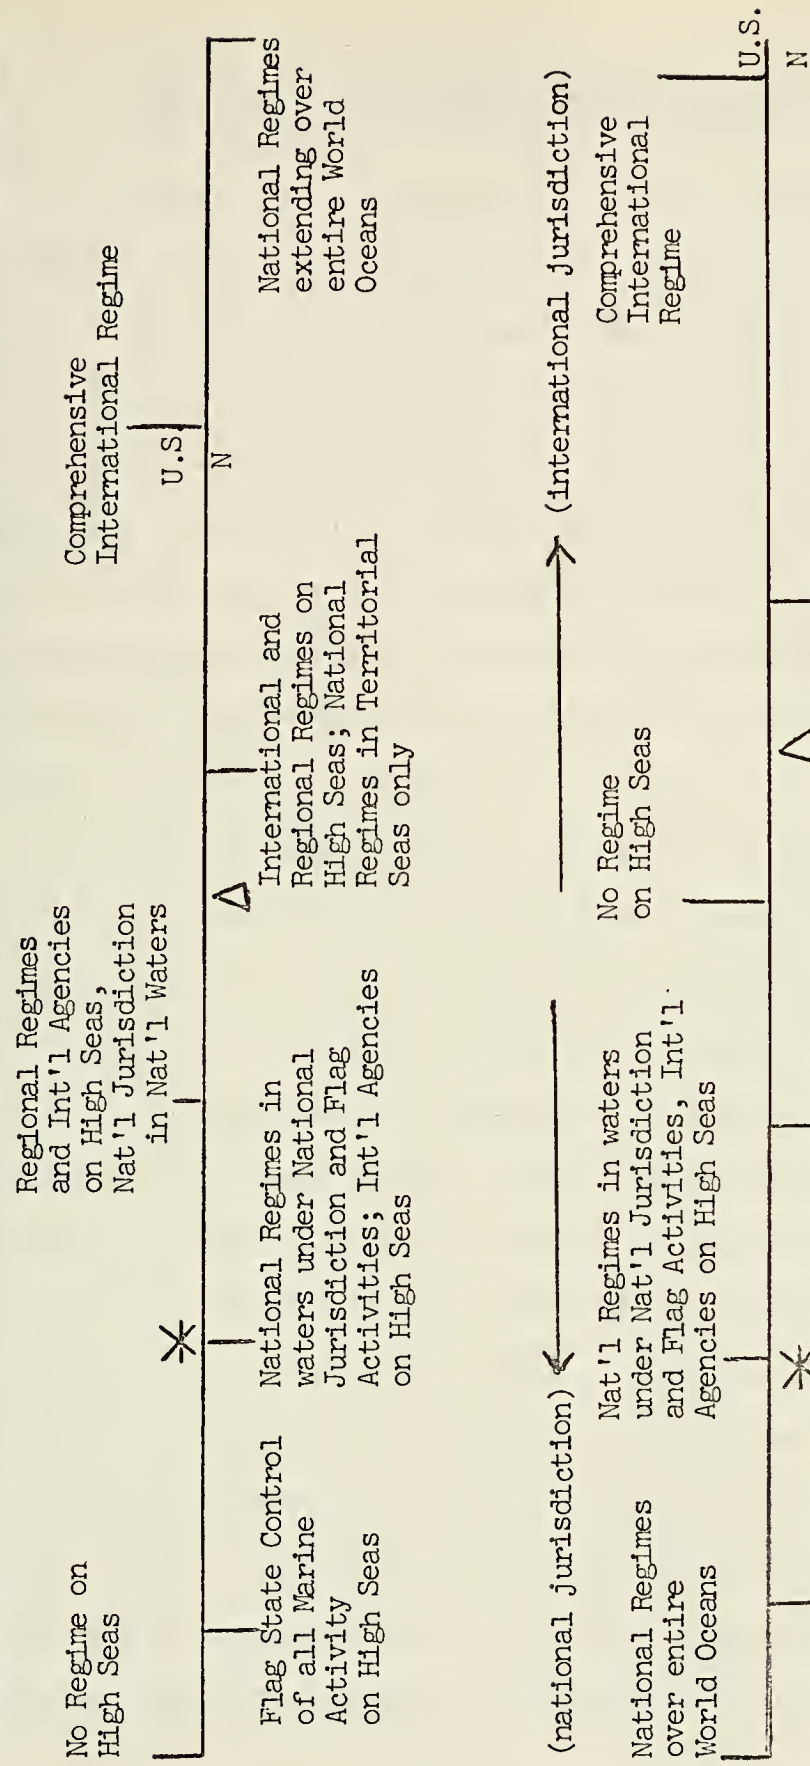 No Regime on
High Seas
Regional Regimes
and Int'l Agencies
on High Seas,
Nat'l Jurisdiction
in Nat'l Waters
Comprehensive
International Regime
U.S.
N
Flag State Control
of all Marine
Activity
on High Seas
National Regimes in
waters under National
Jurisdiction and Flag
Activities; Int'l Agencies
on High Seas
International and
Regional Regimes on
High Seas; National
Regimes in Territorial
Seas only
National Regimes
extending over
entire World
Oceans
(national jurisdiction)
(international jurisdiction)
National Regimes
over entire
World Oceans
Nat'l Regimes in waters
under Nat'l Jurisdiction
and Flag Activities, Int'l
Agencies on High Seas
No Regime
on High Seas
Comprehensive
International
Regime
U.S.
N